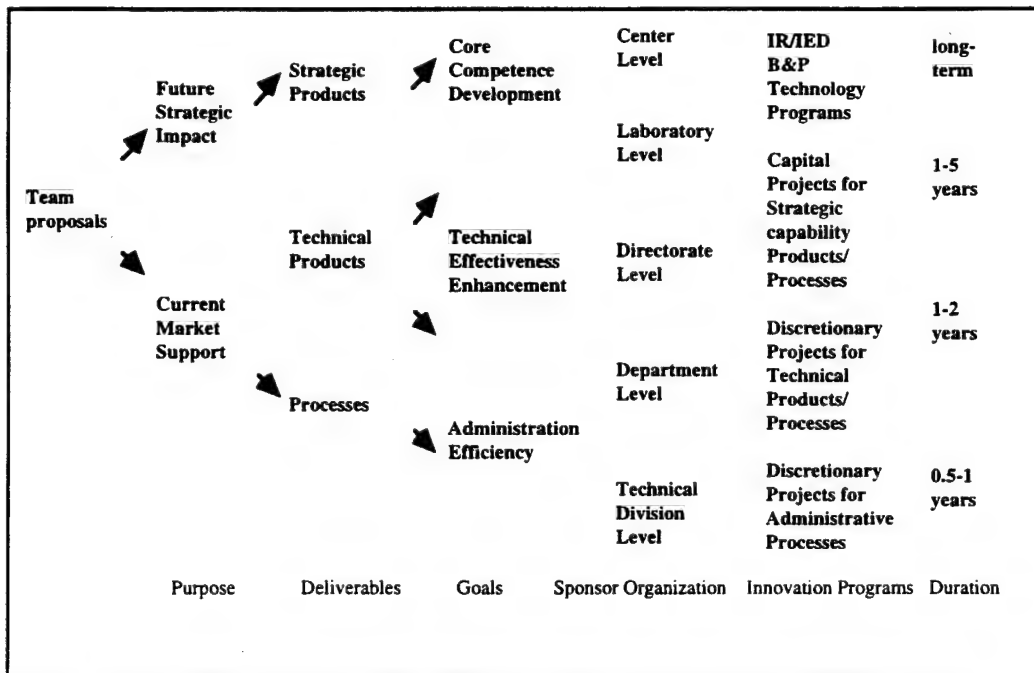 Team
proposals
Future
Strategic
Impact
Current
Market
Support
Strategic
Products
Technical
Products
Processes
Core
Competence
Development
Technical
Effectiveness
Enhancement
Administration
Efficiency
Center
Level
Laboratory
Level
Directorate
Level
Department
Level
Technical
Division
Level
IR/IED
B&P
Technology
Programs
Capital
Projects for
Strategic
capability
Products/
Processes
Discretionary
Projects for
Technical
Products/
Processes
Discretionary
Projects for
Administrative
Processes
long-
term
1-5
years
1-2
years
0.5-1
years
Purpose Deliverables Goals Sponsor Organization Innovation Programs Duration